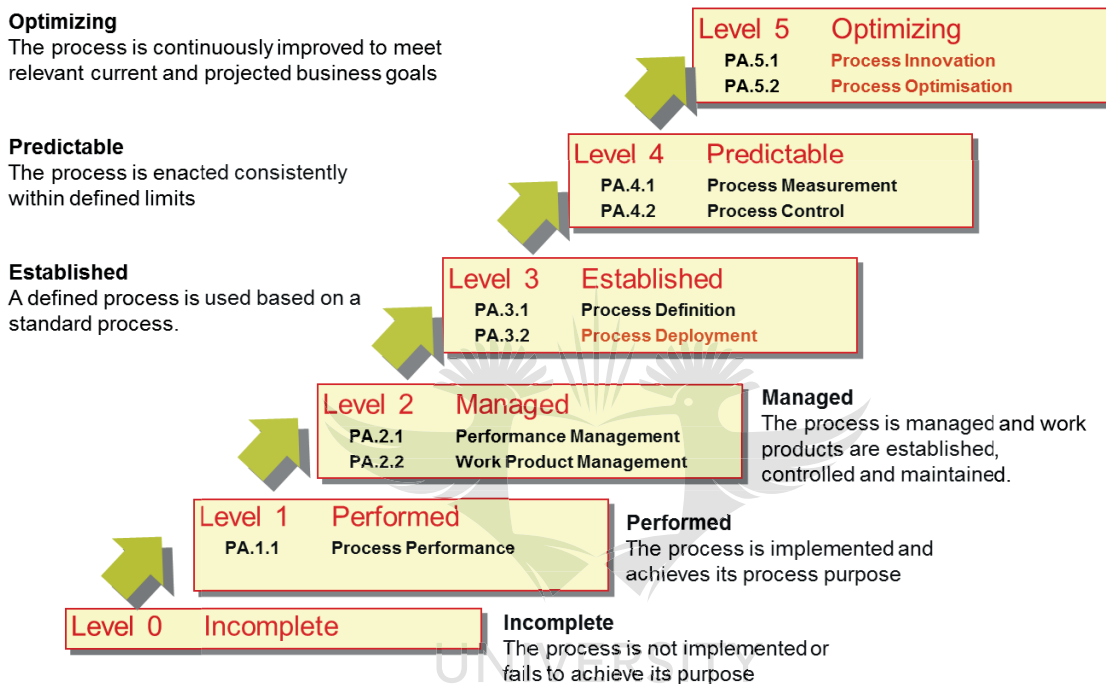 Optimizing
The process is continuously improved to meet
relevant current and projected business goals
Level 5 Optimizing
PA.5.1 Process Innovation
PA.5.2 Process Optimisation
Predictable
The process is enacted consistently
within defined limits
Level 4 Predictable
PA.4.1 Process Measurement
PA.4.2 Process Control
Established
A defined process is used based on a
standard process.
Level 3 Established
PA.3.1 Process Definition
PA.3.2 Process Deployment
Level 2 Managed
PA.2.1 Performance Management
PA.2.2 Work Product Management
Managed
The process is managed and work
products are established,
controlled and maintained.
Level 1 Performed
PA.1.1 Process Performance
Performed
The process is implemented and
achieves its process purpose
Level 0 Incomplete
Incomplete
The process is not implemented or
fails to achieve its purpose
UNIVERSITY